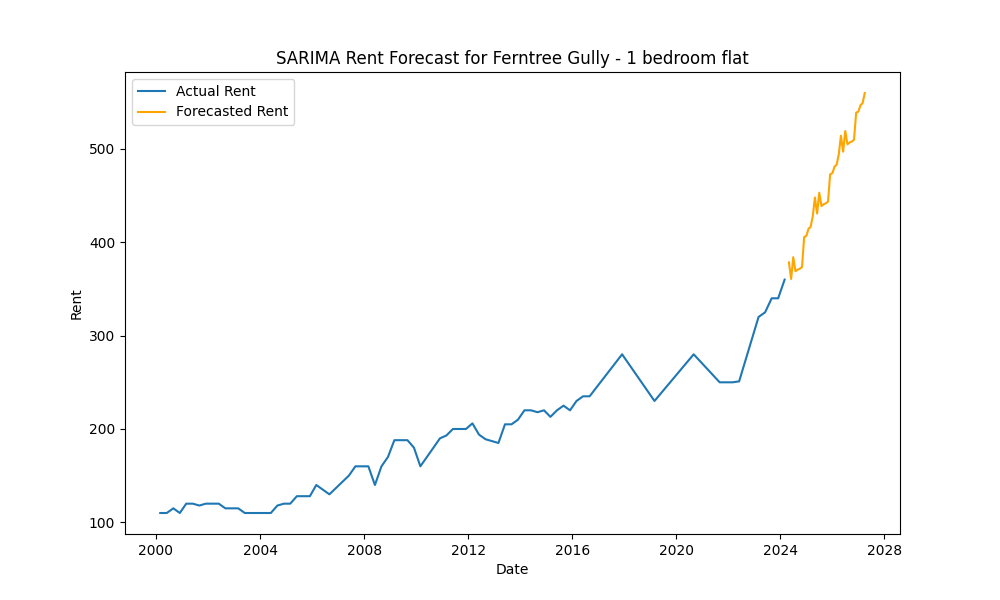 SARIMA Rent Forecast for Ferntree Gully - 1 bedroom flat
Actual Rent
Forecasted Rent
500
400
300
200
100
Rent
2000 2004 2008 2012 2016 2020 2024 2028
Date